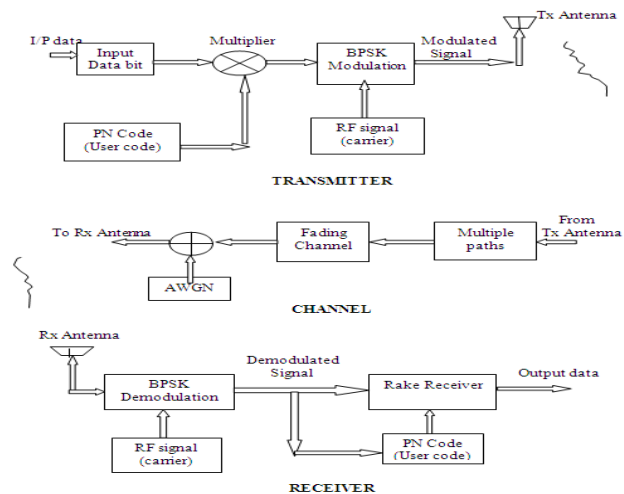 I/P data
Input
Data bit
Multiplier
BPSK
Modulation
Modulated
Signal
Tx Antenna
PN Code
(User code)
RF signal
(carrier)
TRANSMITTER
To Rx Antenna
Fading
Channel
Multiple
paths
From
Tx Antenna
AWGN
CHANNEL
Rx Antenna
BPSK
Demodulation
Demodulated
Signal
Rake Receiver
Output data
RF signal
(carrier)
PN Code
(User code)
RECEIVER